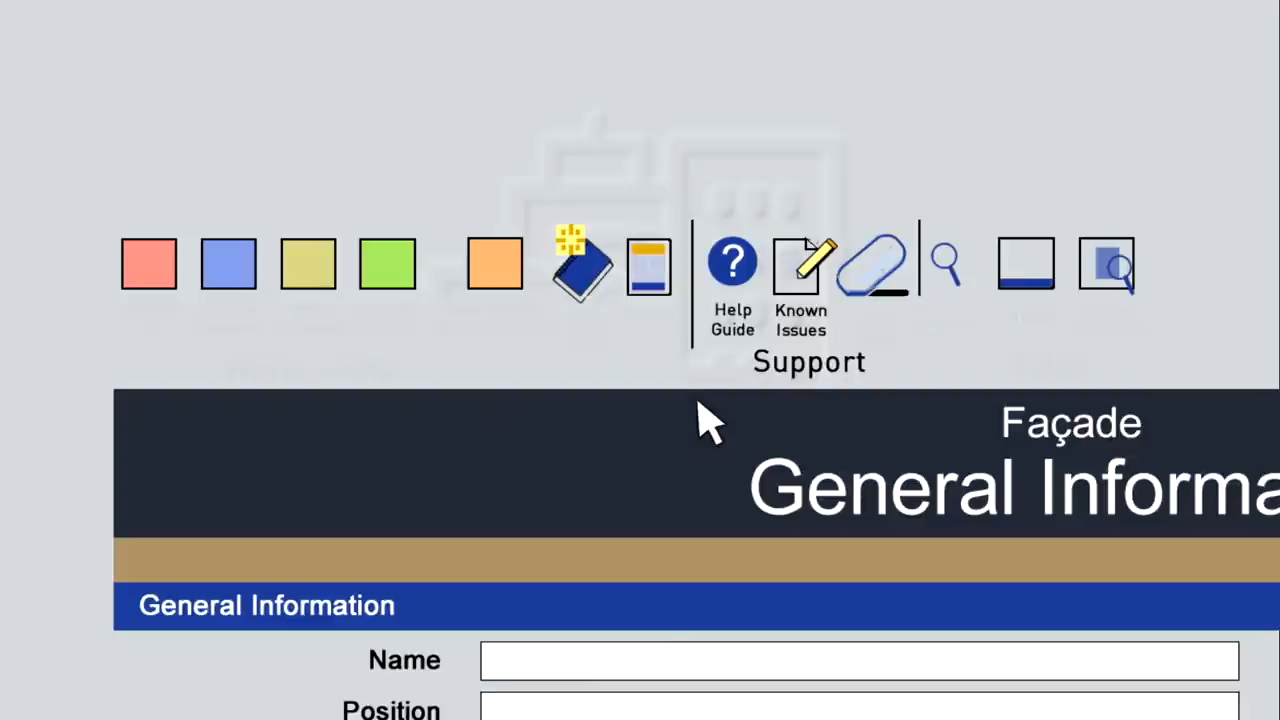 Help
Guide
Known
Issues
Support
Façade
General Informa
General Information
Name
Position